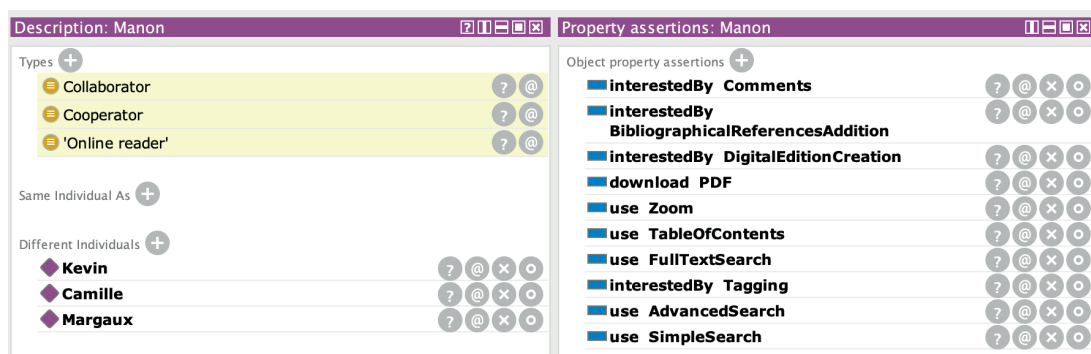 Description: Manon
Types
Collaborator
Cooperator
'Online reader'
Same Individual As
Different Individuals
Kevin
Camille
Margaux
Property assertions: Manon
Object property assertions
interestedBy Comments
interestedBy
BibliographicalReferencesAddition
interestedBy DigitalEditionCreation
download PDF
use Zoom
use TableOfContents
use FullTextSearch
interestedBy Tagging
use AdvancedSearch
use SimpleSearch